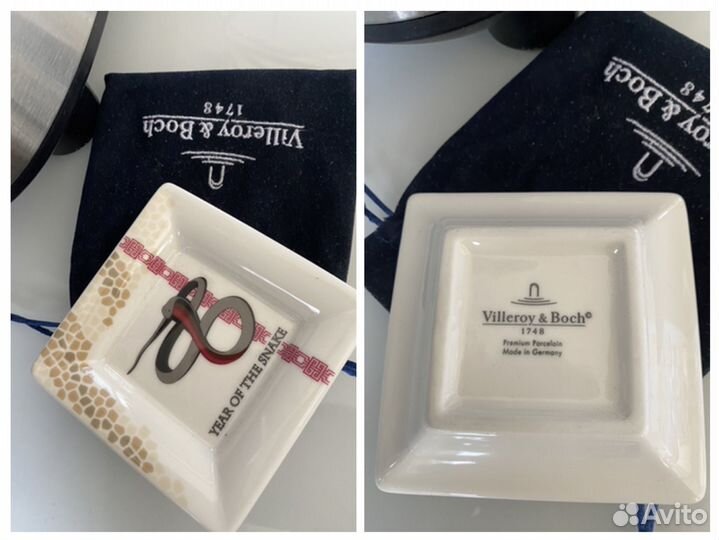 Villeroy & Boch
1748
YEAR OF THE SNAKE
Villeroy & Boch
1748
Villeroy & Boch©
1748
Premium Porcelain
Made in Germany
Avito